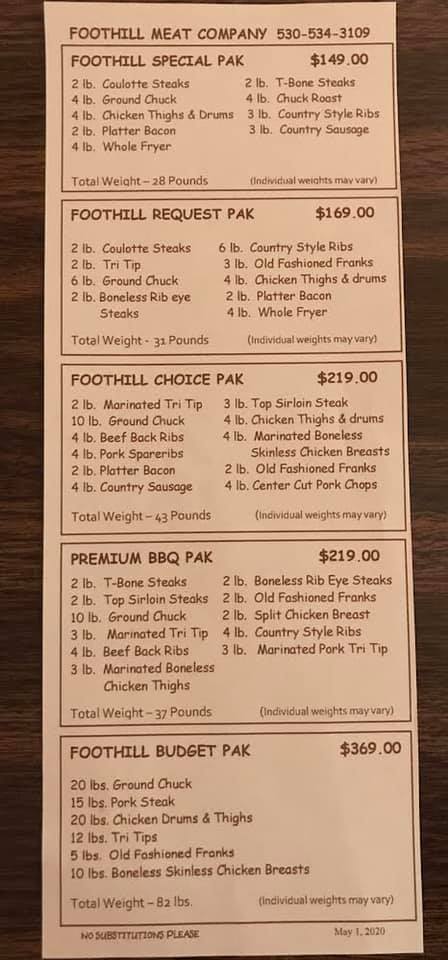 FOOTHILL MEAT COMPANY 530-534-3109
FOOTHILL SPECIAL PAK $149.00
2 lb. Coulotte Steaks 2 lb. T-Bone Steaks
4 lb. Ground Chuck 4 lb. Chuck Roast
4 lb. Chicken Thighs & Drums 3 lb. Country Style Ribs
2 lb. Platter Bacon 3 lb. Country Sausage
4 lb. Whole Fryer
Total Weight – 28 Pounds (Individual weights may vary)
FOOTHILL REQUEST PAK $169.00
2 lb. Coulotte Steaks 6 lb. Country Style Ribs
2 lb. Tri Tip 3 lb. Old Fashioned Franks
6 lb. Ground Chuck 4 lb. Chicken Thighs & drums
2 lb. Boneless Rib eye 2 lb. Platter Bacon
Steaks 4 lb. Whole Fryer
Total Weight - 31 Pounds (Individual weights may vary)
FOOTHILL CHOICE PAK $219.00
2 lb. Marinated Tri Tip 3 lb. Top Sirloin Steak
10 lb. Ground Chuck 4 lb. Chicken Thighs & drums
4 lb. Beef Back Ribs 4 lb. Marinated Boneless
4 lb. Pork Spareribs Skinless Chicken Breasts
2 lb. Platter Bacon 2 lb. Old Fashioned Franks
4 lb. Country Sausage 4 lb. Center Cut Pork Chops
Total Weight – 43 Pounds (Individual weights may vary)
PREMIUM BBQ PAK $219.00
2 lb. T-Bone Steaks 2 lb. Boneless Rib Eye Steaks
2 lb. Top Sirloin Steaks 2 lb. Old Fashioned Franks
10 lb. Ground Chuck 2 lb. Split Chicken Breast
3 lb. Marinated Tri Tip 4 lb. Country Style Ribs
4 lb. Beef Back Ribs 3 lb. Marinated Pork Tri Tip
3 lb. Marinated Boneless
Chicken Thighs
Total Weight – 37 Pounds (Individual weights may vary)
FOOTHILL BUDGET PAK $369.00
20 lbs. Ground Chuck
15 lbs. Pork Steak
20 lbs. Chicken Drums & Thighs
12 lbs. Tri Tips
5 lbs. Old Fashioned Franks
10 lbs. Boneless Skinless Chicken Breasts
Total Weight – 82 lbs. (Individual weights may vary)
NO SUBSTITUTIONS PLEASE May 1, 2020